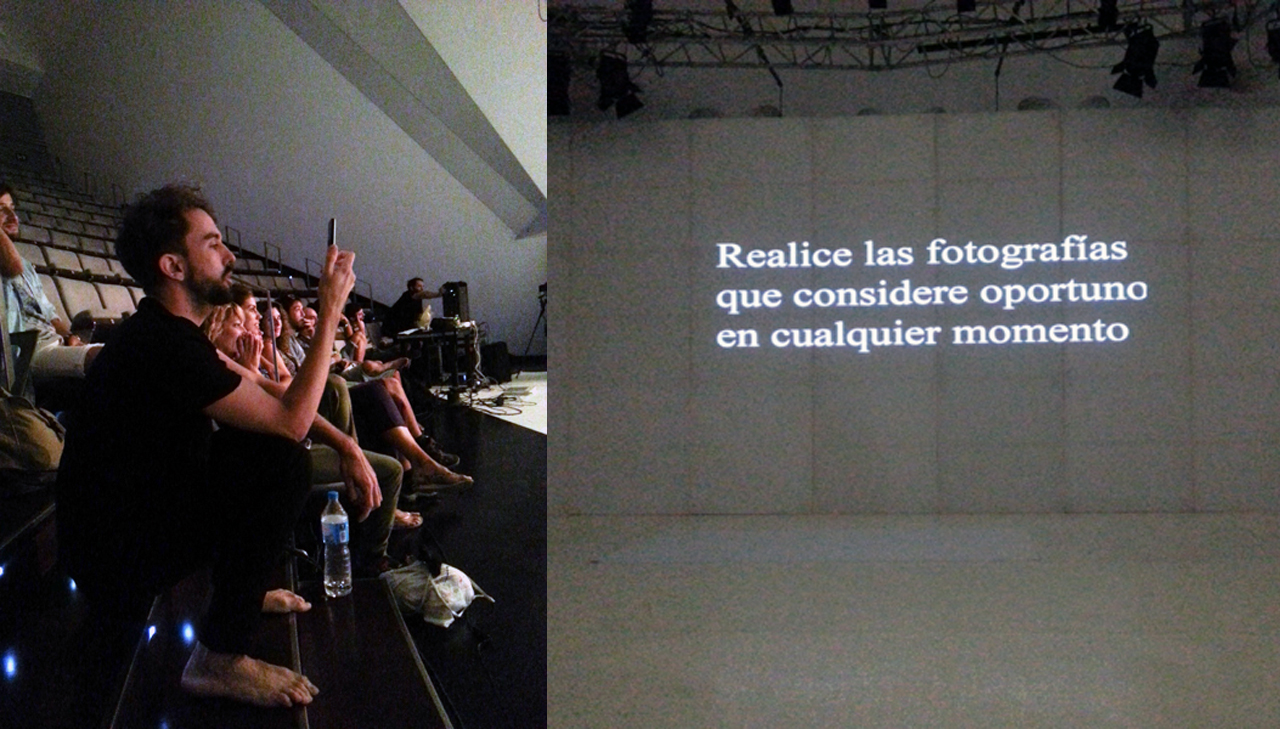 Realice las fotografías
que considere oportuno
en cualquier momento